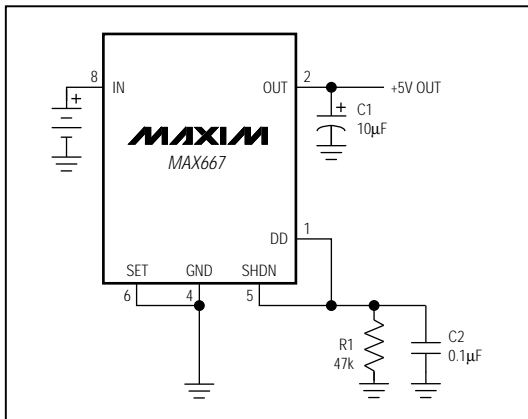 8 IN OUT 2 +5V OUT
+
+ C1
10µF
MAXIM
MAX667
DD 1
SET GND SHDN
6 4 5
R1
47k
C2
0.1µF